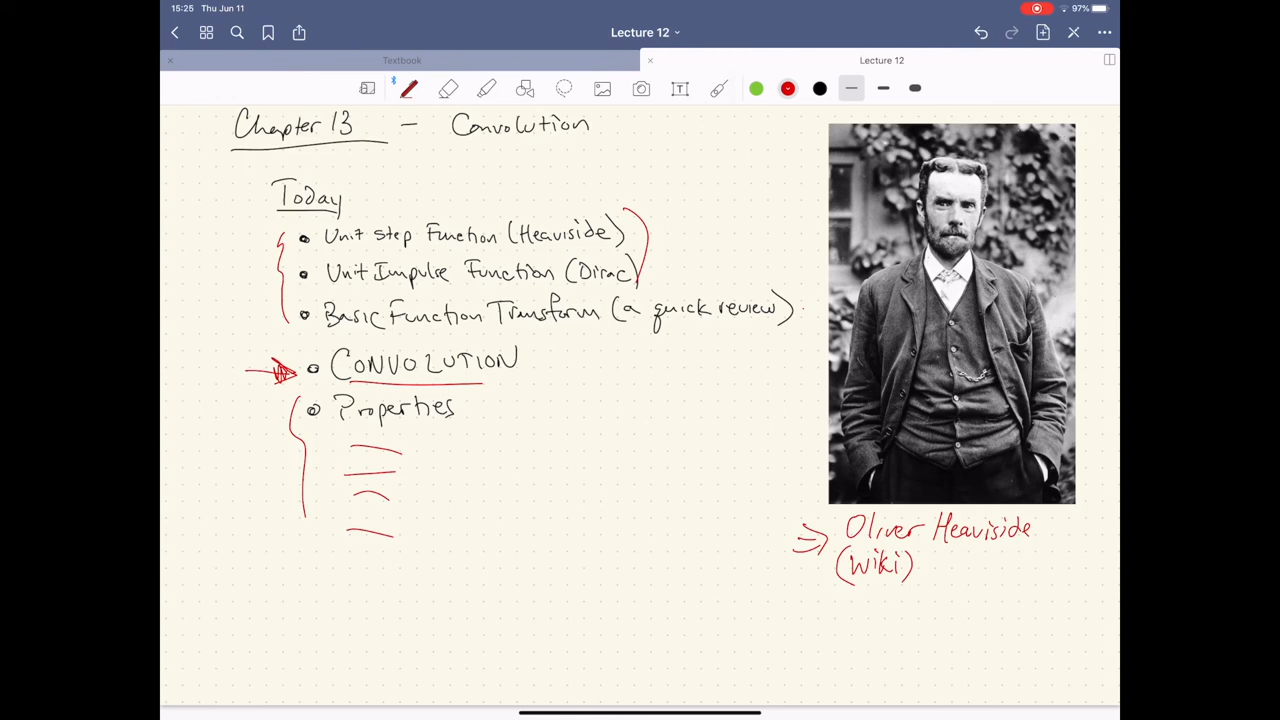 15:25 Thu Jun 11
97%
Lecture 12
Textbook
Lecture 12
Chapter 13 - Convolution
Today
• Unit step Function (Heaviside)
• Unit Impulse Function (Dirac)
• Basic Function Transform (a quick review)
• CONVOLUTION
• Properties
⇒ Oliver Heaviside
(wiki)